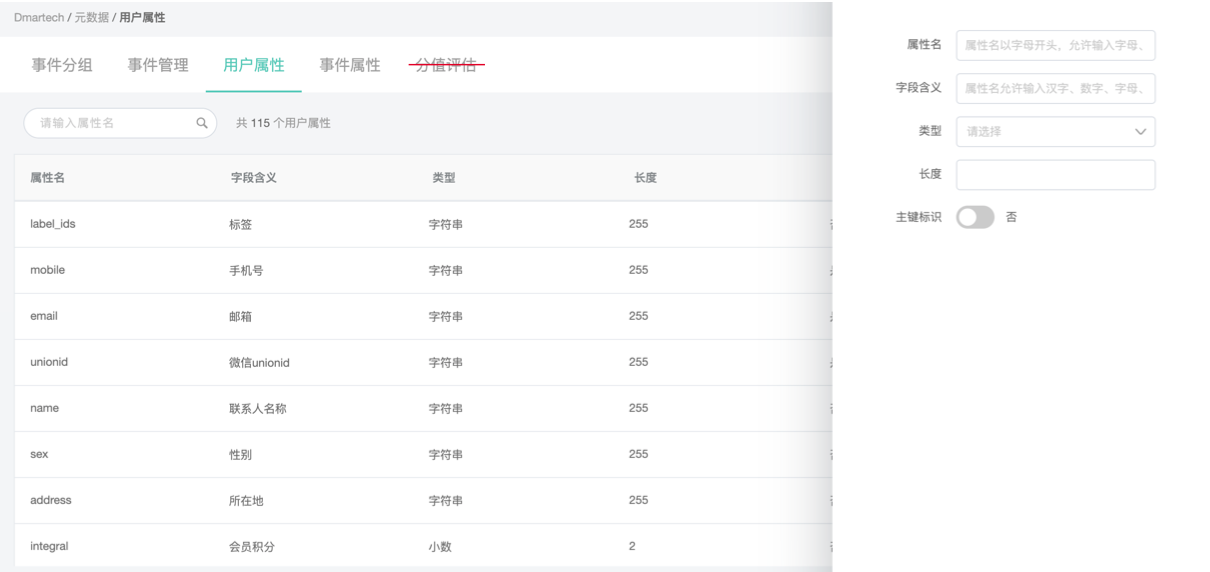 Dmartech / 元数据 / 用户属性
事件分组 事件管理 用户属性 事件属性 分值评估
请输入属性名 共 115 个用户属性
属性名 字段含义 类型 长度
label_ids 标签 字符串 255
mobile 手机号 字符串 255
email 邮箱 字符串 255
unionid 微信unionid 字符串 255
name 联系人名称 字符串 255
sex 性别 字符串 255
address 所在地 字符串 255
integral 会员积分 小数 2
属性名 属性名以字母开头，允许输入字母、
字段含义 属性名允许输入汉字、数字、字母、
类型 请选择
长度
主键标识 否